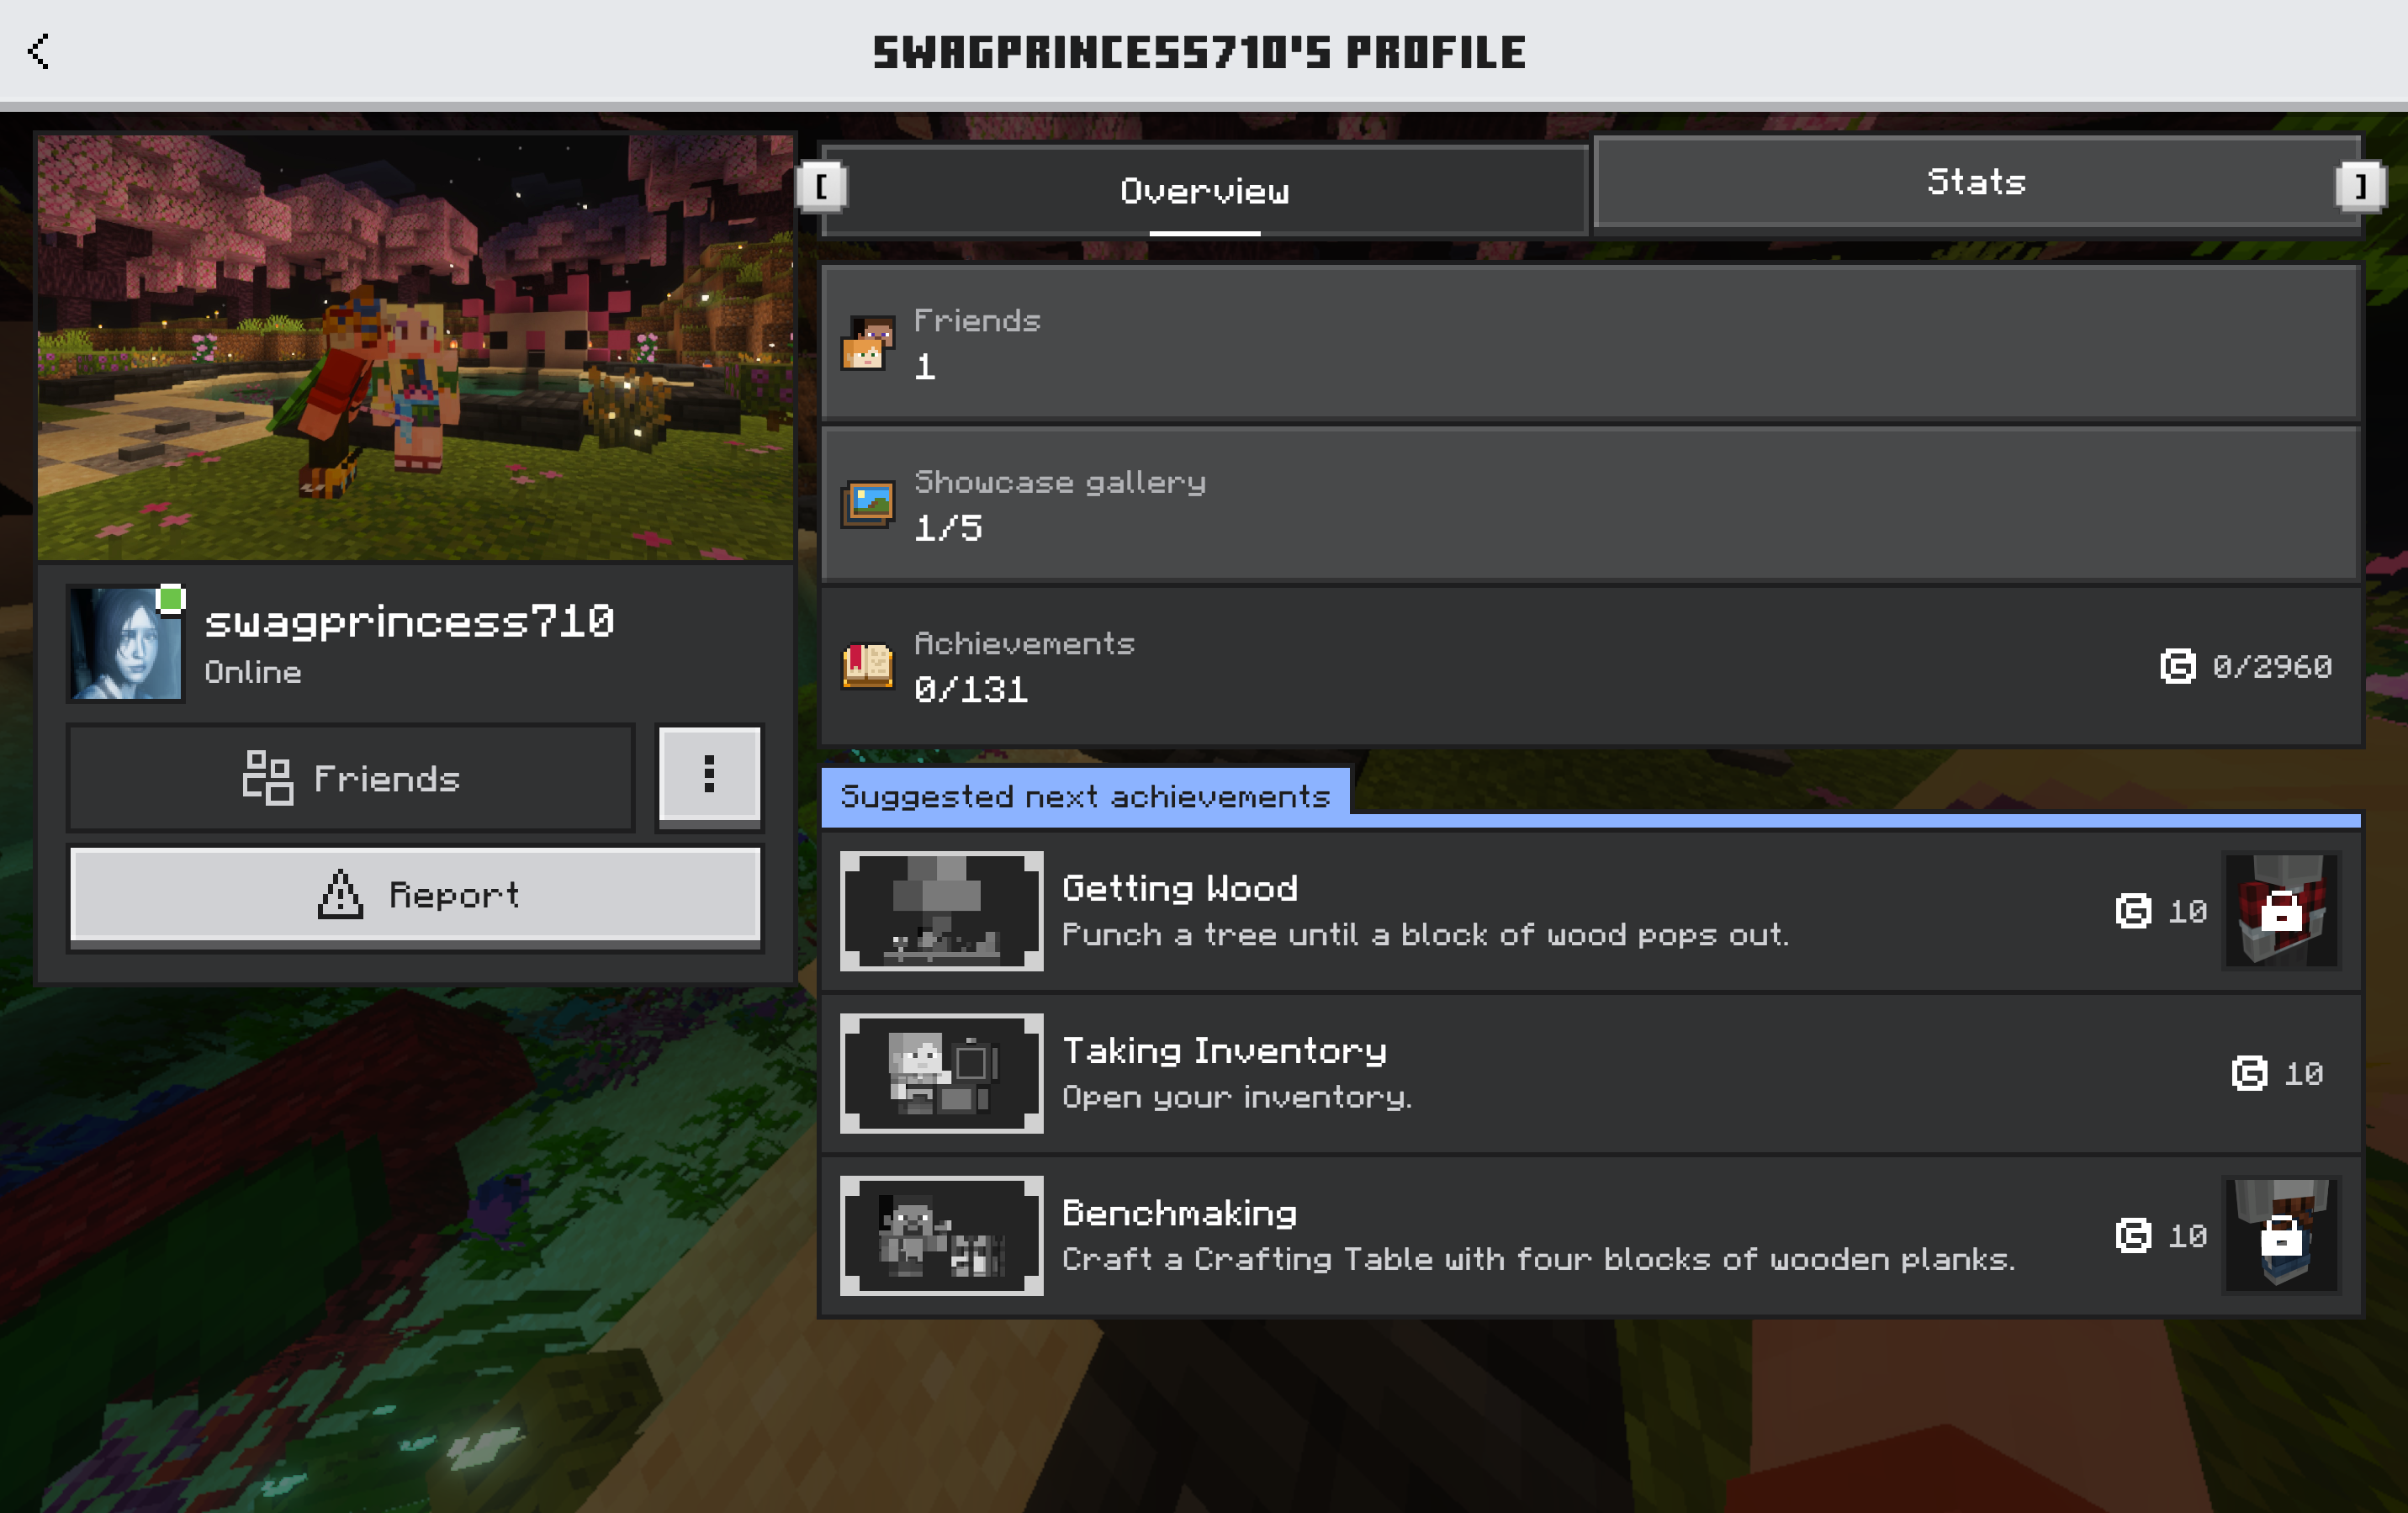 SWAGPRINCESS710'S PROFILE
[
Overview
Stats
]
Friends
1
Showcase gallery
1/5
swagprincess710
Online
Achievements
0/131
G 0/2960
Friends
Report
Suggested next achievements
Getting Wood
Punch a tree until a block of wood pops out.
G 10
Taking Inventory
Open your inventory.
G 10
Benchmaking
Craft a Crafting Table with four blocks of wooden planks.
G 10